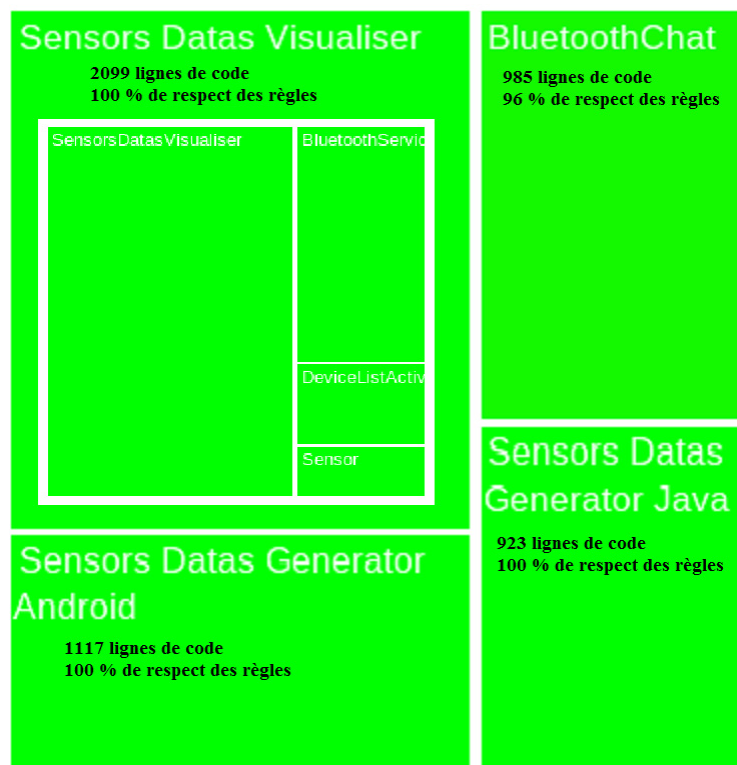 Sensors Datas Visualiser
2099 lignes de code
100 % de respect des règles
SensorsDatasVisualiser
BluetoothServic
DeviceListActiv
Sensor
BluetoothChat
985 lignes de code
96 % de respect des règles
Sensors Datas Generator
Android
1117 lignes de code
100 % de respect des règles
Sensors Datas
Generator Java
923 lignes de code
100 % de respect des règles